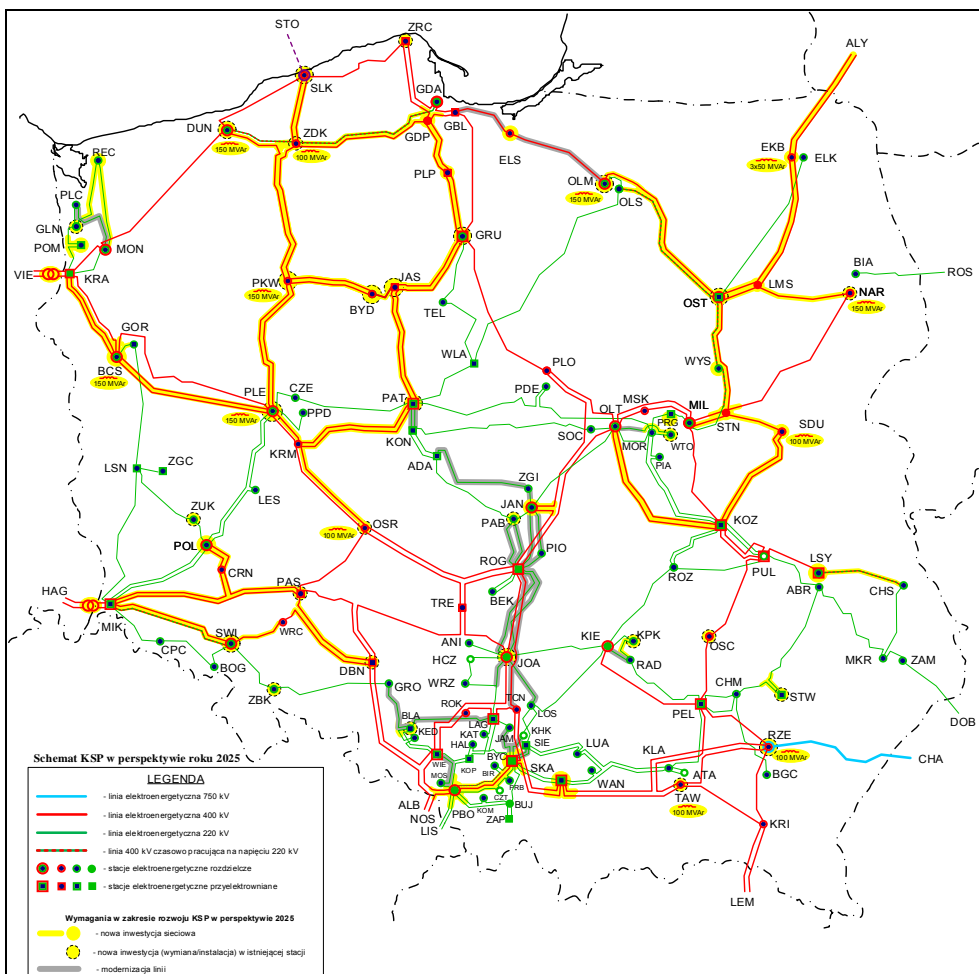 STO
ZRC
ALY
SLK
GDA
DUN
ZDK
GDP
GBL
150 MVAr
100 MVAr
ELS
EKB
ELK
3x50 MVAr
REC
PLP
OLM
OLS
150 MVAr
PLC
GLN
POM
MON
GRU
VIE
KRA
PKW
150 MVAr
JAS
BYD
TEL
BIA
ROS
LMS
NAR
150 MVAr
OST
GOR
BCS
150 MVAr
WLA
WYS
PLO
PLE
150 MVAr
CZE
PPD
PAT
PDE
MSK
MIL
OLT
PRG
STN
SDU
100 MVAr
KRM
KON
SOC
MOR
WTO
ADA
PIA
LSN
ZGC
ZGI
LES
ZUK
JAN
PAB
OSR
100 MVAr
KOZ
POL
PIO
ROG
PUL
LSY
CRN
ROZ
ABR
CHS
HAG
MIK
PAS
BEK
TRE
WRC
SWI
ANI
KIE
KPK
OSC
CPC
BOG
DBN
HCZ
JOA
RAD
MKR
ZAM
ZBK
GRO
WRZ
TCN
CHM
STW
ROK
LOS
PEL
DOB
BLA
LAG
KHK
KED
KAT
JAM
SIE
RZE
100 MVAr
CHA
HAL
LUA
KLA
WIE
KOP
BYC
SKA
BIR
WAN
ATA
BGC
MOS
PRB
CZT
TAW
100 MVAr
ALB
NOS
LIS
PBO
KOM
BUJ
ZAP
KRI
LEM
Schemat KSP w perspektywie roku 2025
LEGENDA
- linia elektroenergetyczna 750 kV
- linia elektroenergetyczna 400 kV
- linia elektroenergetyczna 220 kV
- linia 400 kV czasowo pracująca na napięciu 220 kV
- stacje elektroenergetyczne rozdzielcze
- stacje elektroenergetyczne przyelektrowniane
Wymagania w zakresie rozwoju KSP w perspektywie 2025
- nowa inwestycja sieciowa
- nowa inwestycja (wymiana/instalacja) w istniejącej stacji
- modernizacja linii